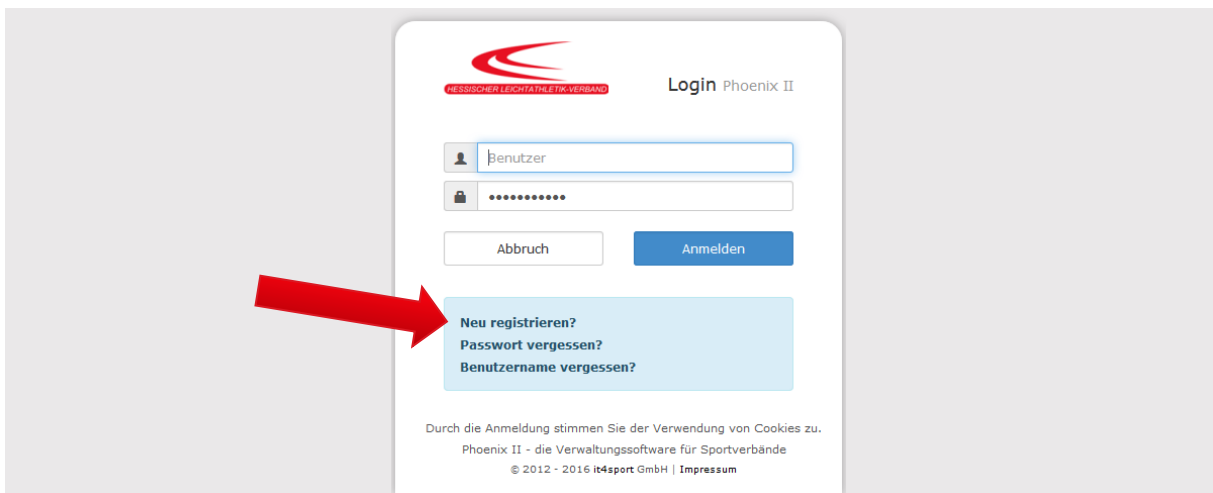 HESSISCHER LEICHTATHLETIK-VERBAND
Login Phoenix II
Benutzer
•••••••••••
Abbruch
Anmelden
Neu registrieren?
Passwort vergessen?
Benutzername vergessen?
Durch die Anmeldung stimmen Sie der Verwendung von Cookies zu.
Phoenix II - die Verwaltungssoftware für Sportverbände
© 2012 - 2016 it4sport GmbH | Impressum